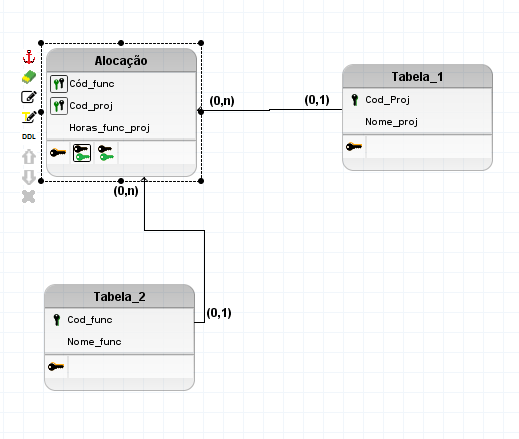 Alocação
Cód_func
Cod_proj
Horas_func_proj
(0,n)
(0,1)
Tabela_1
Cod_Proj
Nome_proj
DDL
(0,n)
Tabela_2
Cod_func
Nome_func
(0,1)